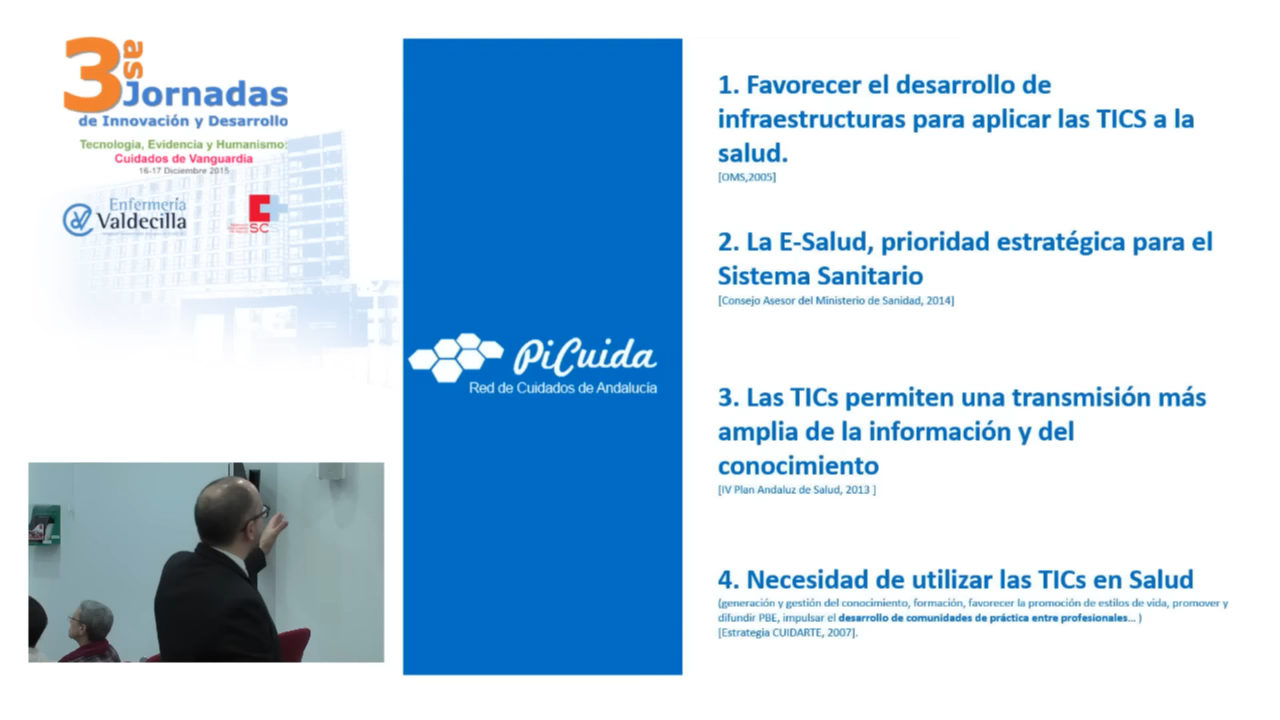 3as Jornadas
de Innovación y Desarrollo
Tecnología, Evidencia y Humanismo:
Cuidados de Vanguardia
16-17 Diciembre 2015
Enfermería
Valdecilla
SC
PiCuida
Red de Cuidados de Andalucía
1. Favorecer el desarrollo de
infraestructuras para aplicar las TICS a la
salud.
[OMS,2005]
2. La E-Salud, prioridad estratégica para el
Sistema Sanitario
[Consejo Asesor del Ministerio de Sanidad, 2014]
3. Las TICs permiten una transmisión más
amplia de la información y del
conocimiento
[IV Plan Andaluz de Salud, 2013 ]
4. Necesidad de utilizar las TICs en Salud
(generación y gestión del conocimiento, formación, favorecer la promoción de estilos de vida, promover y
difundir PBE, impulsar el desarrollo de comunidades de práctica entre profesionales... )
[Estrategia CUIDARTE, 2007].